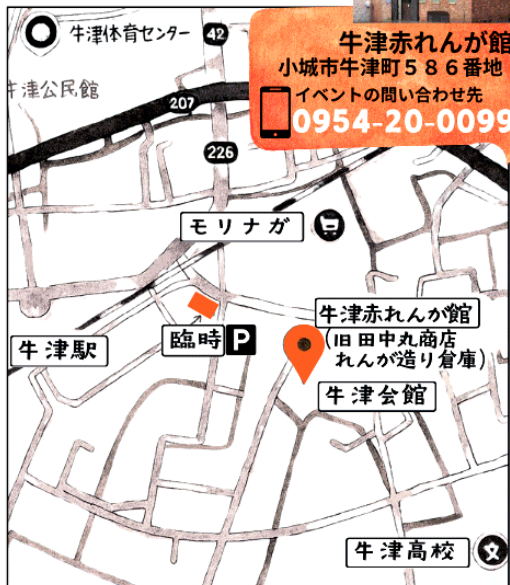 牛津体育センター
42
牛津赤れんが館
小城市牛津町586番地
イベントの問い合わせ先
0954-20-0099
牛津公民館
207
226
モリナガ
臨時 P
牛津駅
牛津赤れんが館
(旧田中丸商店
れんが造り倉庫)
牛津会館
牛津高校
文